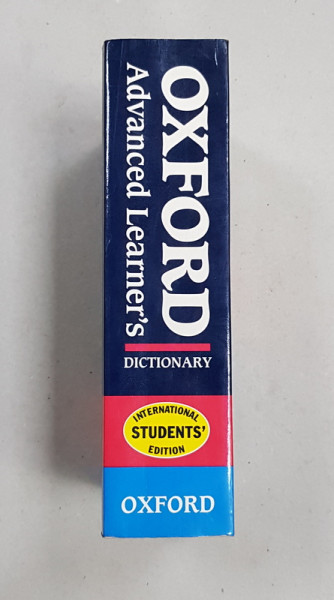 OXFORD
Advanced Learner's
DICTIONARY
INTERNATIONAL
STUDENTS'
EDITION
OXFORD